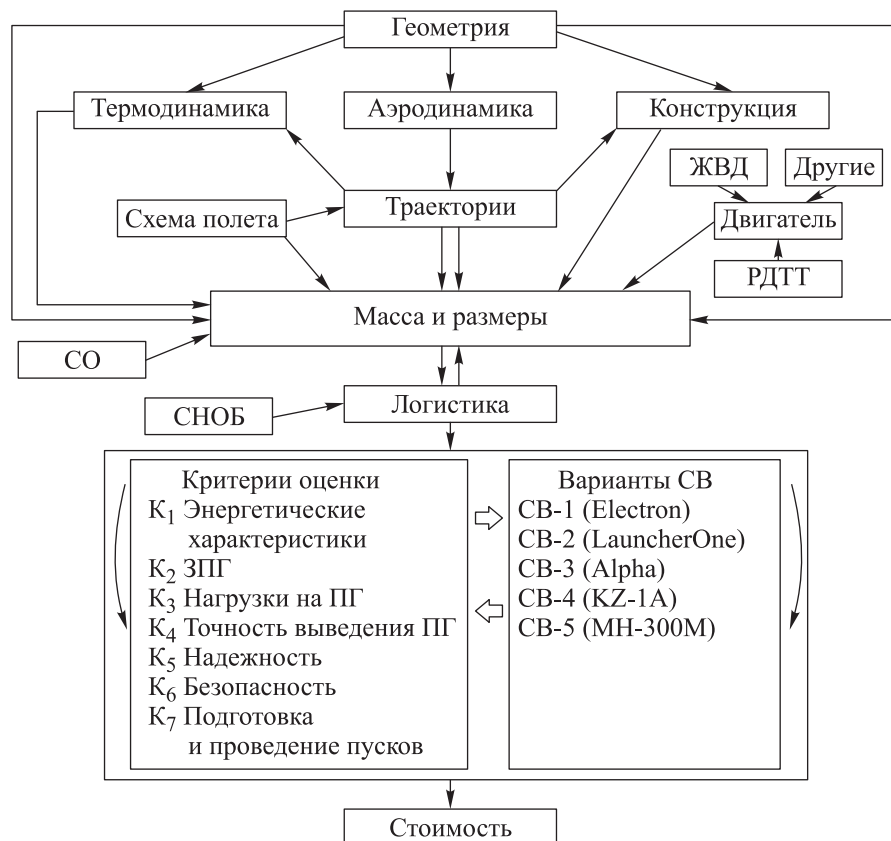 Геометрия
Термодинамика
Аэродинамика
Конструкция
ЖВД
Другие
Схема полета
Траектории
Двигатель
РДТТ
Масса и размеры
СО
СНОБ
Логистика
Критерии оценки
К1 Энергетические
характеристики
К2 ЗПГ
К3 Нагрузки на ПГ
К4 Точность выведения ПГ
К5 Надежность
К6 Безопасность
К7 Подготовка
и проведение пусков
Варианты СВ
СВ-1 (Electron)
СВ-2 (LauncherOne)
СВ-3 (Alpha)
СВ-4 (KZ-1A)
СВ-5 (МН-300М)
Стоимость